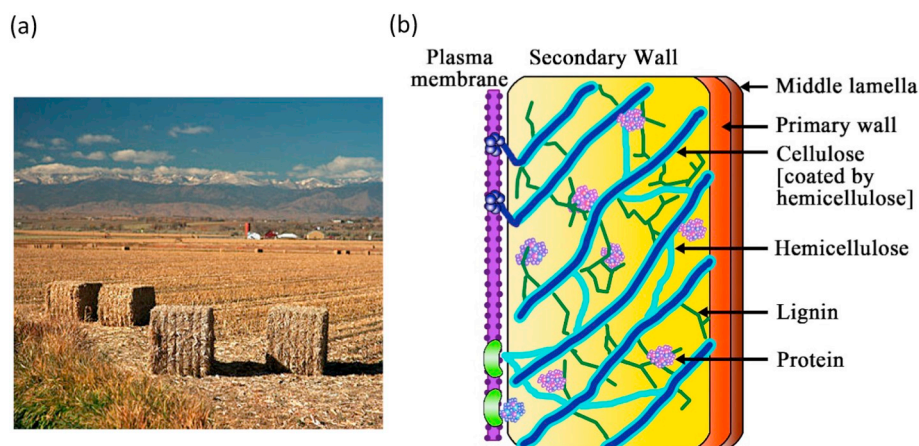 (a)
(b)
Plasma
membrane
Secondary Wall
Middle lamella
Primary wall
Cellulose
[coated by
hemicellulose]
Hemicellulose
Lignin
Protein